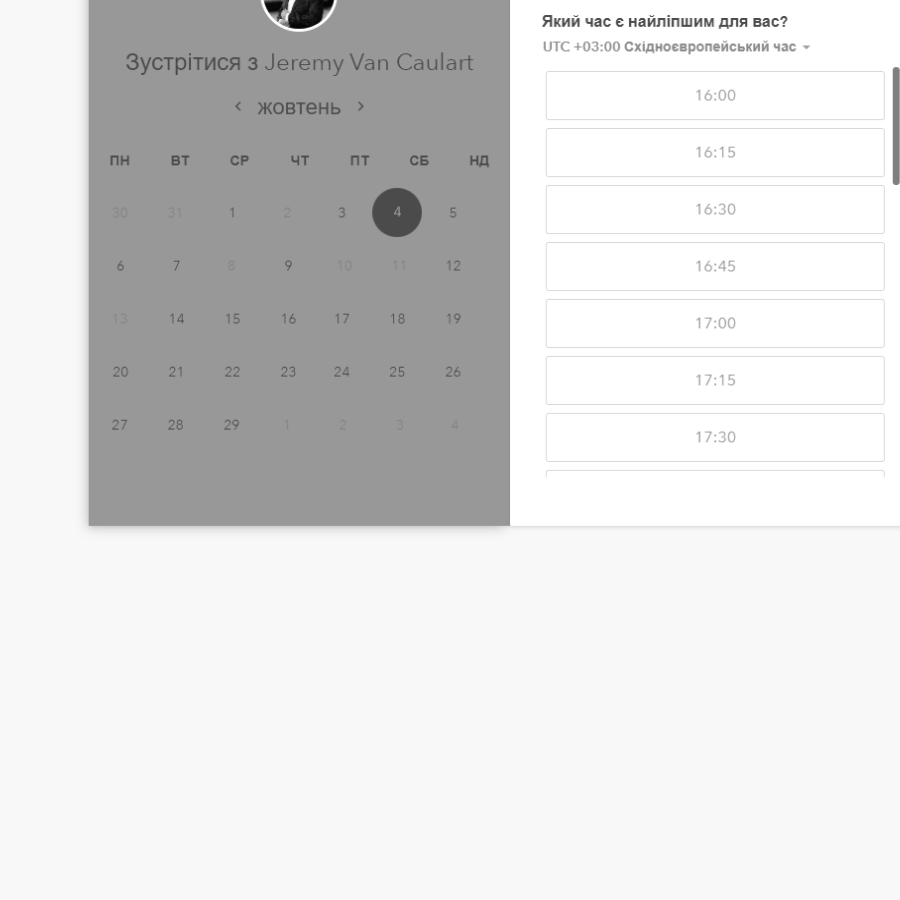 Зустрітися з Jeremy Van Caulart
жовтень
ПН ВТ СР ЧТ ПТ СБ НД
30 31 1 2 3 4 5
6 7 8 9 10 11 12
13 14 15 16 17 18 19
20 21 22 23 24 25 26
27 28 29 1 2 3 4
Який час є найліпшим для вас?
UTC +03:00 Східноєвропейський час
16:00
16:15
16:30
16:45
17:00
17:15
17:30